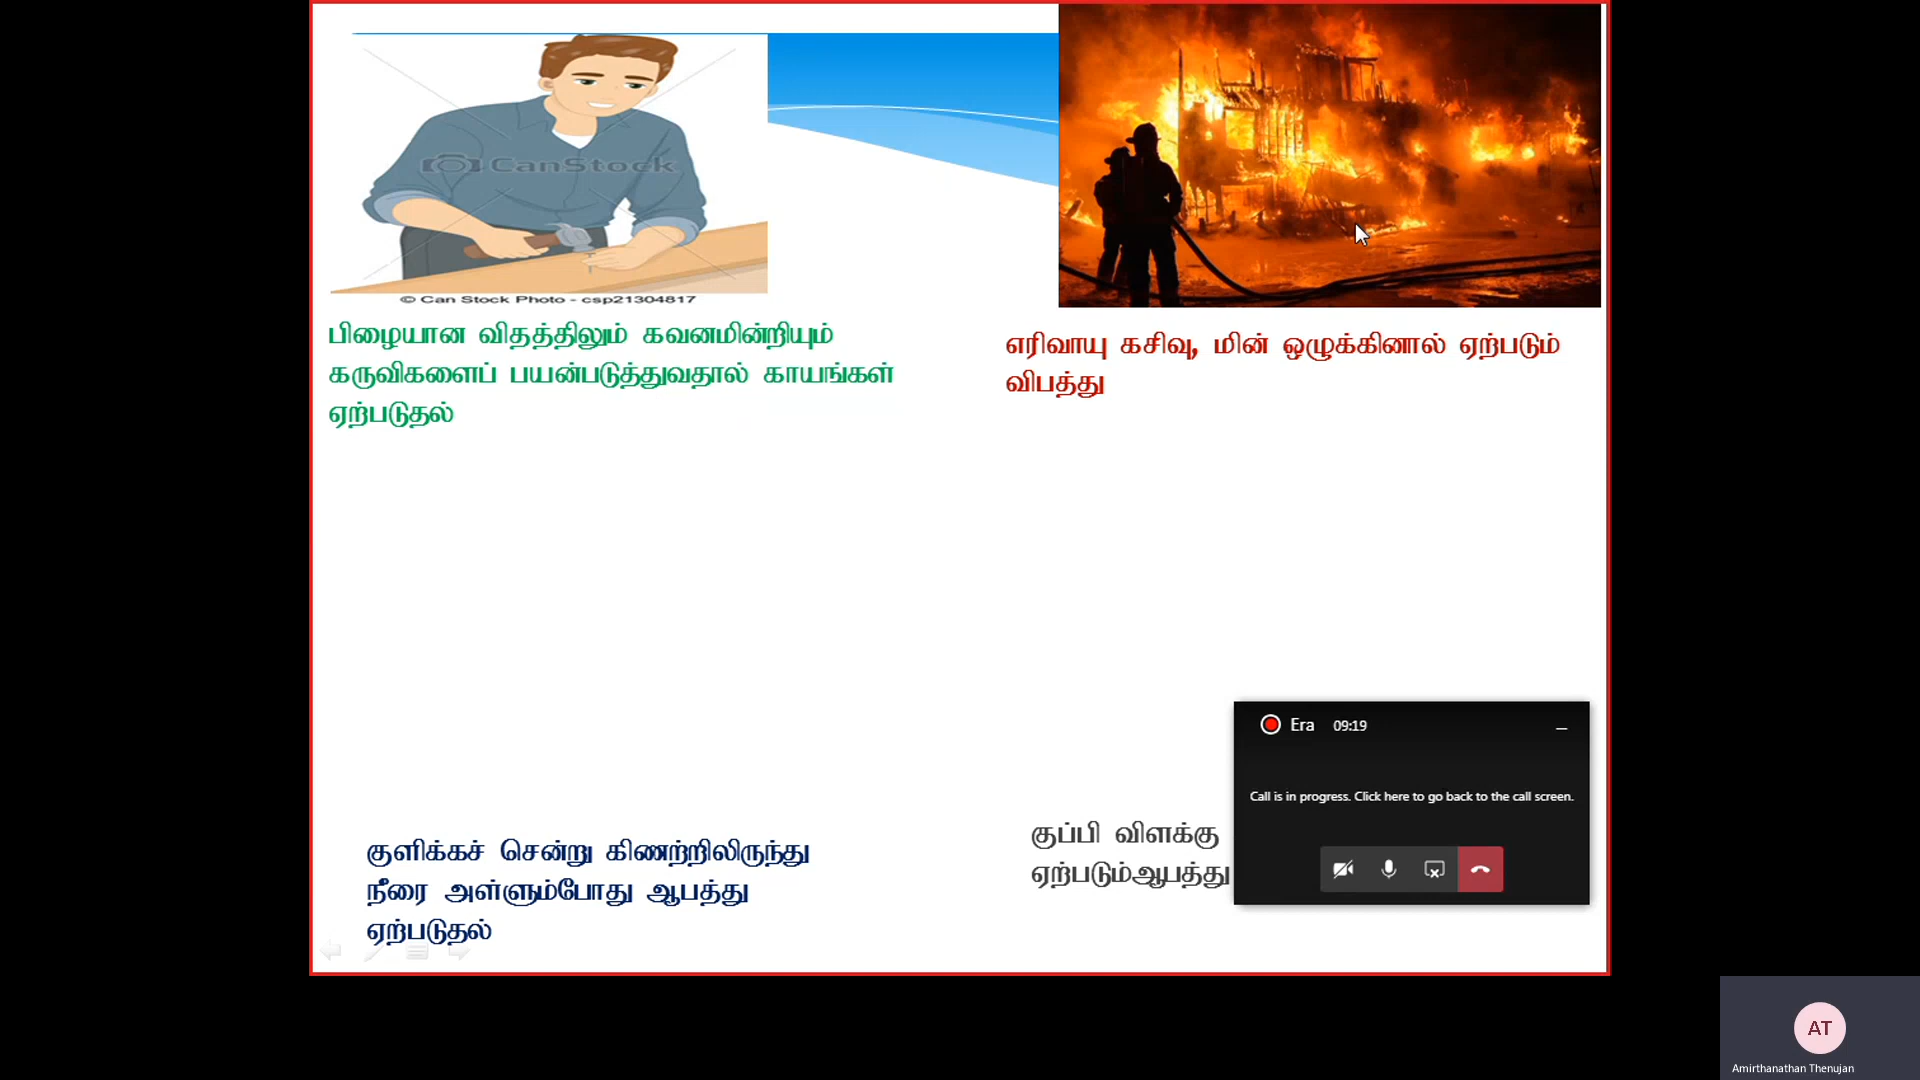 CanStock
© Can Stock Photo - csp21304817
பிழையான விதத்திலும் கவனமின்றியும்
கருவிகளைப் பயன்படுத்துவதால் காயங்கள்
ஏற்படுதல்
எரிவாயு கசிவு, மின் ஒழுக்கினால் ஏற்படும்
விபத்து
குளிக்கச் சென்று கிணற்றிலிருந்து
நீரை அள்ளும்போது ஆபத்து
ஏற்படுதல்
குப்பி விளக்கு
ஏற்படும்ஆபத்து
Era 09:19
Call is in progress. Click here to go back to the call screen.
AT
Amirthanathan Thenujan